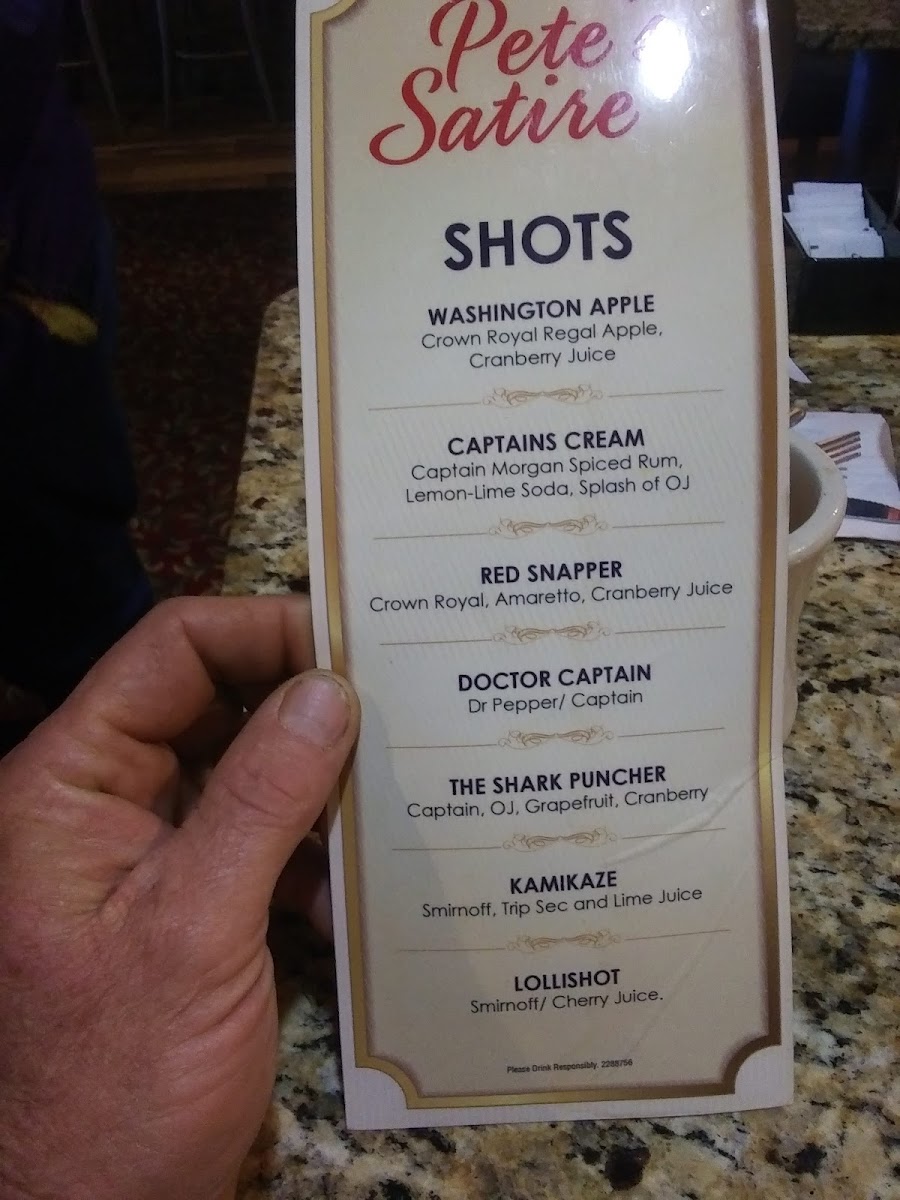 Pete's
Satire
SHOTS
WASHINGTON APPLE
Crown Royal Regal Apple,
Cranberry Juice
CAPTAINS CREAM
Captain Morgan Spiced Rum,
Lemon-Lime Soda, Splash of OJ
RED SNAPPER
Crown Royal, Amaretto, Cranberry Juice
DOCTOR CAPTAIN
Dr Pepper/ Captain
THE SHARK PUNCHER
Captain, OJ, Grapefruit, Cranberry
KAMIKAZE
Smirnoff, Trip Sec and Lime Juice
LOLLISHOT
Smirnoff/ Cherry Juice.
Please Drink Responsibly. 2288756